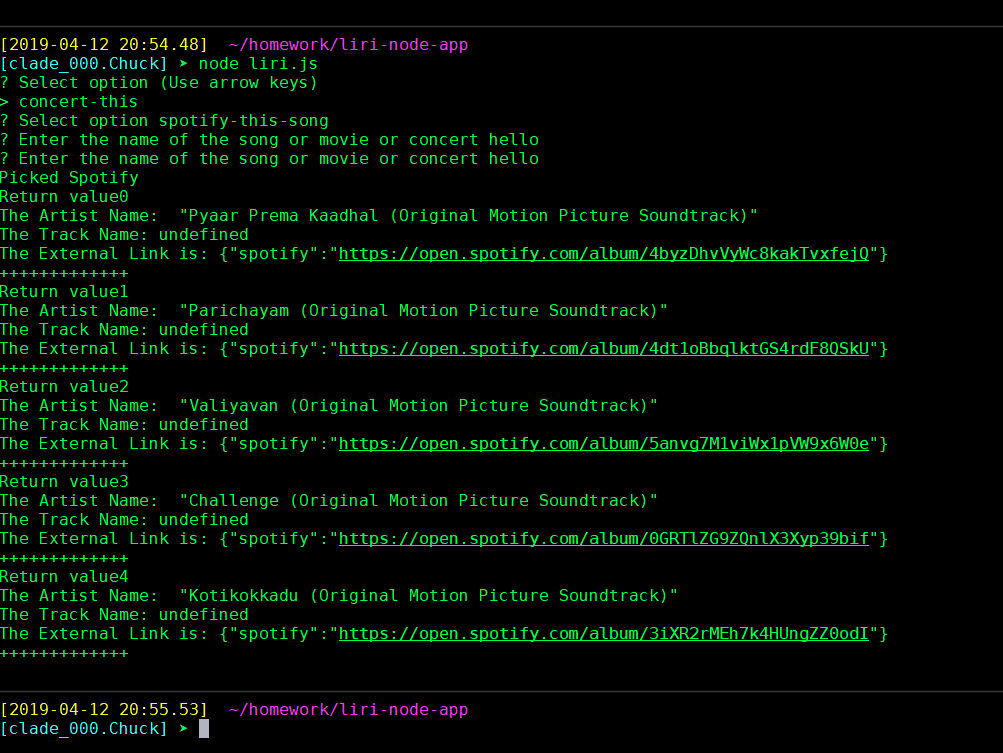 [2019-04-12 20:54.48]  ~/homework/liri-node-app
[clade_000.Chuck] ➤ node liri.js
? Select option (Use arrow keys)
> concert-this
? Select option spotify-this-song
? Enter the name of the song or movie or concert hello
? Enter the name of the song or movie or concert hello
Picked Spotify
Return value0
The Artist Name:  "Pyaar Prema Kaadhal (Original Motion Picture Soundtrack)"
The Track Name: undefined
The External Link is: {"spotify":"https://open.spotify.com/album/4byzDhvVyWc8kakTvxfejQ"}
+++++++++++++
Return value1
The Artist Name:  "Parichayam (Original Motion Picture Soundtrack)"
The Track Name: undefined
The External Link is: {"spotify":"https://open.spotify.com/album/4dt1oBbqlktGS4rdF8QSkU"}
+++++++++++++
Return value2
The Artist Name:  "Valiyavan (Original Motion Picture Soundtrack)"
The Track Name: undefined
The External Link is: {"spotify":"https://open.spotify.com/album/5anvg7M1viWx1pVW9x6W0e"}
+++++++++++++
Return value3
The Artist Name:  "Challenge (Original Motion Picture Soundtrack)"
The Track Name: undefined
The External Link is: {"spotify":"https://open.spotify.com/album/0GRTlZG9ZQnlX3Xyp39bif"}
+++++++++++++
Return value4
The Artist Name:  "Kotikokkadu (Original Motion Picture Soundtrack)"
The Track Name: undefined
The External Link is: {"spotify":"https://open.spotify.com/album/3iXR2rMEh7k4HUngZZ0odI"}
+++++++++++++
[2019-04-12 20:55.53]  ~/homework/liri-node-app
[clade_000.Chuck] ➤